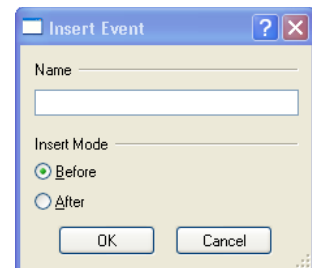 Insert Event
Name
Insert Mode
Before
After
OK Cancel